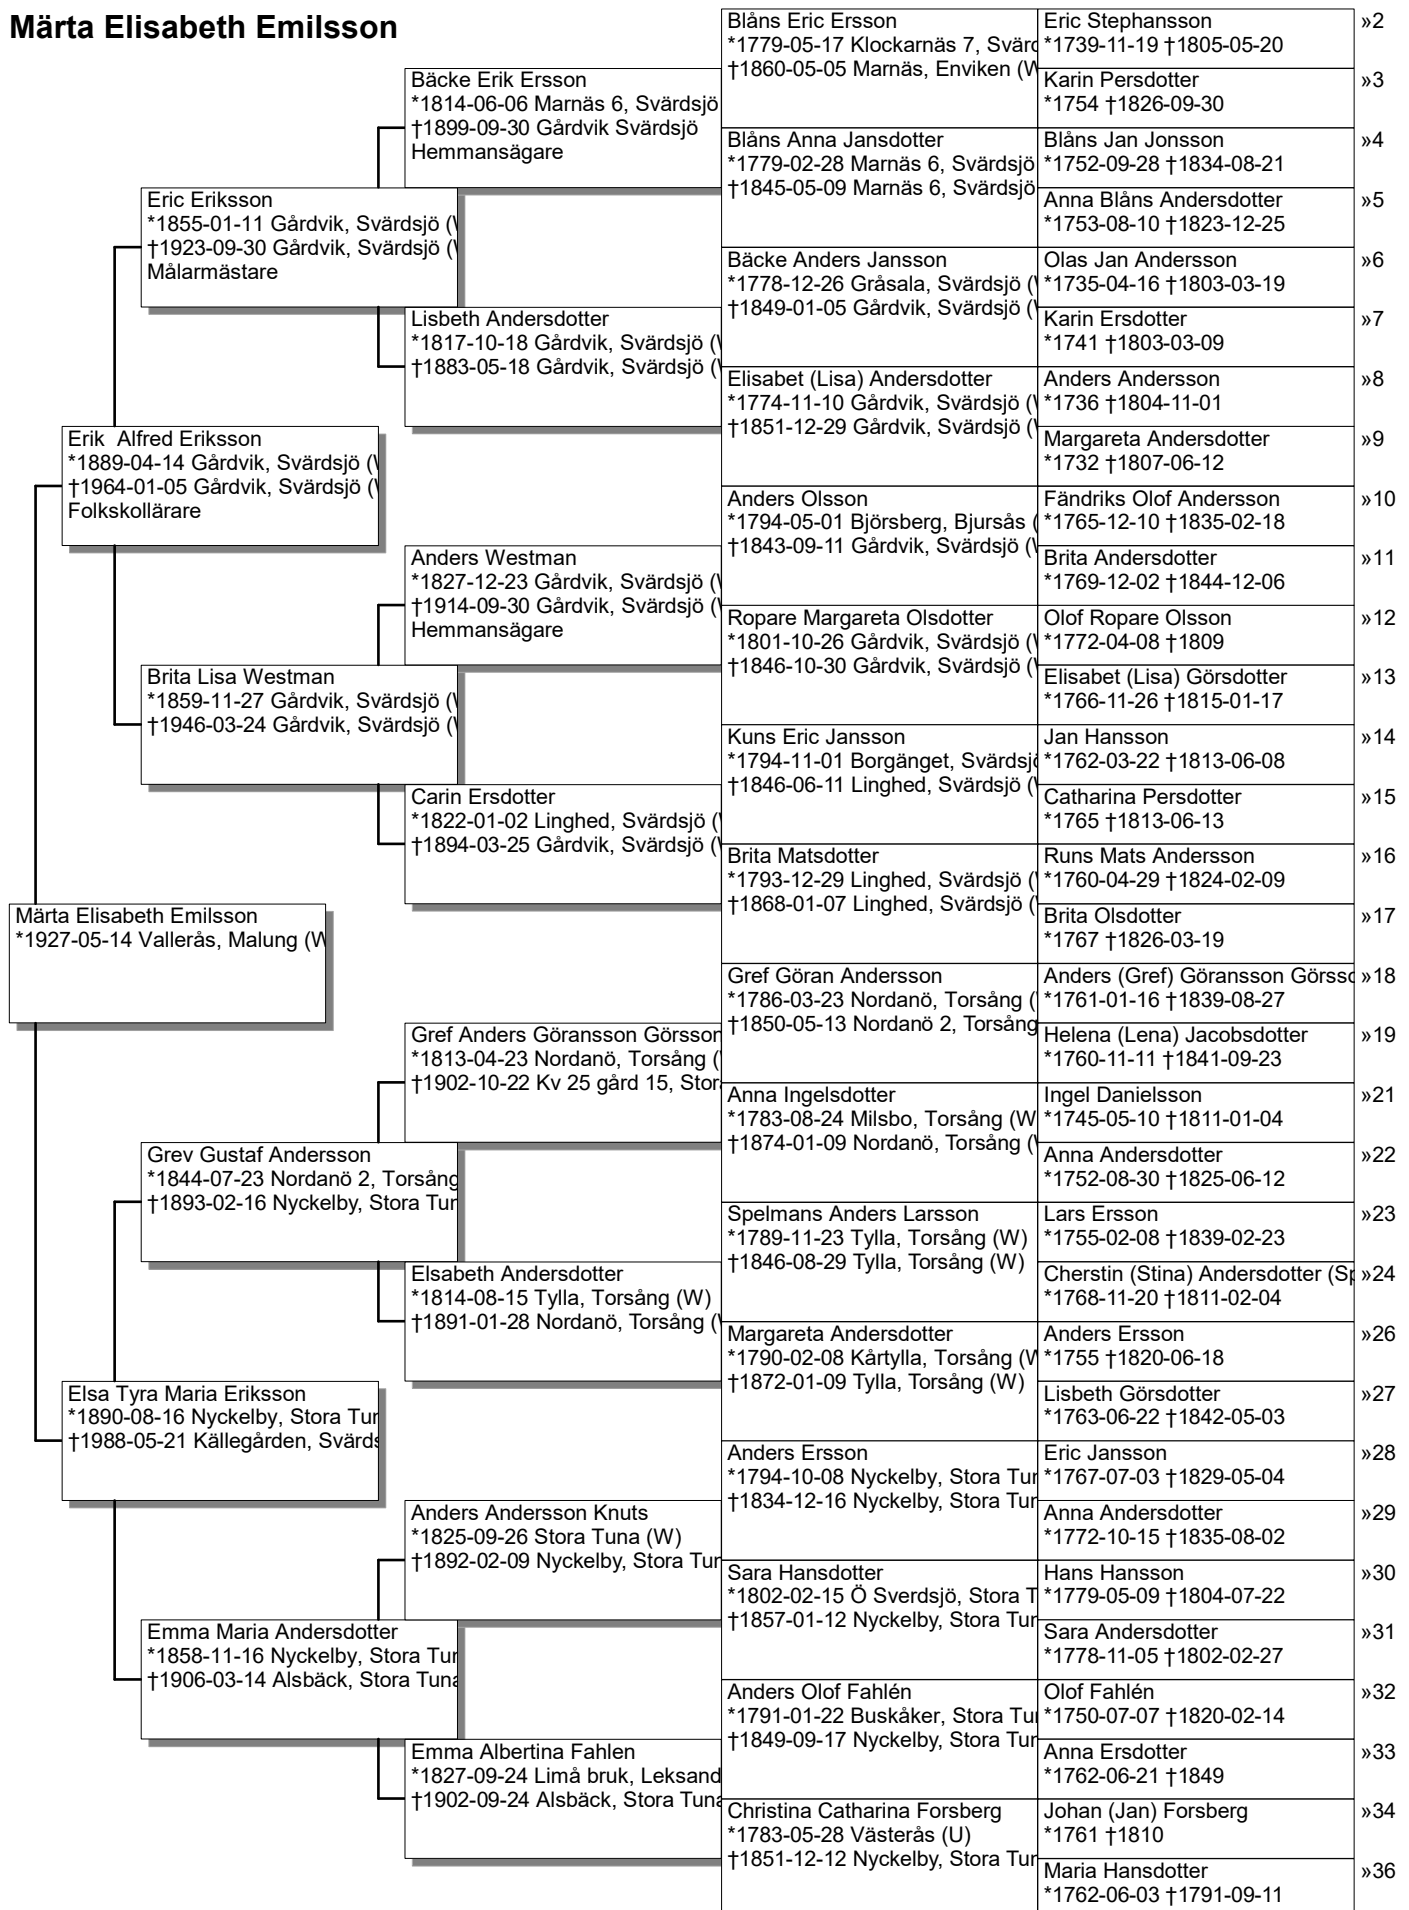 Märta Elisabeth Emilsson
Märta Elisabeth Emilsson
*1927-05-14 Vallerås, Malung (W
Erik  Alfred Eriksson
*1889-04-14 Gårdvik, Svärdsjö (
†1964-01-05 Gårdvik, Svärdsjö (
Folkskollärare
Elsa Tyra Maria Eriksson
*1890-08-16 Nyckelby, Stora Tur
†1988-05-21 Källegården, Svärds
Eric Eriksson
*1855-01-11 Gårdvik, Svärdsjö (
†1923-09-30 Gårdvik, Svärdsjö (
Målarmästare
Brita Lisa Westman
*1859-11-27 Gårdvik, Svärdsjö (
†1946-03-24 Gårdvik, Svärdsjö (
Grev Gustaf Andersson
*1844-07-23 Nordanö 2, Torsång
†1893-02-16 Nyckelby, Stora Tur
Emma Maria Andersdotter
*1858-11-16 Nyckelby, Stora Tur
†1906-03-14 Alsbäck, Stora Tuna
Bäcke Erik Ersson
*1814-06-06 Marnäs 6, Svärdsjö
†1899-09-30 Gårdvik Svärdsjö
Hemmansägare
Lisbeth Andersdotter
*1817-10-18 Gårdvik, Svärdsjö (
†1883-05-18 Gårdvik, Svärdsjö (
Anders Westman
*1827-12-23 Gårdvik, Svärdsjö (
†1914-09-30 Gårdvik, Svärdsjö (
Hemmansägare
Carin Ersdotter
*1822-01-02 Linghed, Svärdsjö (
†1894-03-25 Gårdvik, Svärdsjö (
Gref Anders Göransson Görsson
*1813-04-23 Nordanö, Torsång (
†1902-10-22 Kv 25 gård 15, Stora
Elsabeth Andersdotter
*1814-08-15 Tylla, Torsång (W)
†1891-01-28 Nordanö, Torsång (
Anders Andersson Knuts
*1825-09-26 Stora Tuna (W)
†1892-02-09 Nyckelby, Stora Tur
Emma Albertina Fahlen
*1827-09-24 Limå bruk, Leksand
†1902-09-24 Alsbäck, Stora Tuna
Blåns Eric Ersson
*1779-05-17 Klockarnäs 7, Svärd
†1860-05-05 Marnäs, Enviken (W
Blåns Anna Jansdotter
*1779-02-28 Marnäs 6, Svärdsjö
†1845-05-09 Marnäs 6, Svärdsjö
Bäcke Anders Jansson
*1778-12-26 Gråsala, Svärdsjö (
†1849-01-05 Gårdvik, Svärdsjö (
Elisabet (Lisa) Andersdotter
*1774-11-10 Gårdvik, Svärdsjö (
†1851-12-29 Gårdvik, Svärdsjö (
Anders Olsson
*1794-05-01 Björsberg, Bjursås (
†1843-09-11 Gårdvik, Svärdsjö (
Ropare Margareta Olsdotter
*1801-10-26 Gårdvik, Svärdsjö (
†1846-10-30 Gårdvik, Svärdsjö (
Kuns Eric Jansson
*1794-11-01 Borgänget, Svärdsjö
†1846-06-11 Linghed, Svärdsjö (
Brita Matsdotter
*1793-12-29 Linghed, Svärdsjö (
†1868-01-07 Linghed, Svärdsjö (
Gref Göran Andersson
*1786-03-23 Nordanö, Torsång (
†1850-05-13 Nordanö 2, Torsång
Anna Ingelsdotter
*1783-08-24 Milsbo, Torsång (W
†1874-01-09 Nordanö, Torsång (
Spelmans Anders Larsson
*1789-11-23 Tylla, Torsång (W)
†1846-08-29 Tylla, Torsång (W)
Margareta Andersdotter
*1790-02-08 Kårtylla, Torsång (W
†1872-01-09 Tylla, Torsång (W)
Anders Ersson
*1794-10-08 Nyckelby, Stora Tur
†1834-12-16 Nyckelby, Stora Tur
Sara Hansdotter
*1802-02-15 Ö Sverdsjö, Stora T
†1857-01-12 Nyckelby, Stora Tur
Anders Olof Fahlén
*1791-01-22 Buskåker, Stora Tur
†1849-09-17 Nyckelby, Stora Tur
Christina Catharina Forsberg
*1783-05-28 Västerås (U)
†1851-12-12 Nyckelby, Stora Tur
Eric Stephansson »2
*1739-11-19 †1805-05-20
Karin Persdotter »3
*1754 †1826-09-30
Blåns Jan Jonsson »4
*1752-09-28 †1834-08-21
Anna Blåns Andersdotter »5
*1753-08-10 †1823-12-25
Olas Jan Andersson »6
*1735-04-16 †1803-03-19
Karin Ersdotter »7
*1741 †1803-03-09
Anders Andersson »8
*1736 †1804-11-01
Margareta Andersdotter »9
*1732 †1807-06-12
Fändriks Olof Andersson »10
*1765-12-10 †1835-02-18
Brita Andersdotter »11
*1769-12-02 †1844-12-06
Olof Ropare Olsson »12
*1772-04-08 †1809
Elisabet (Lisa) Görsdotter »13
*1766-11-26 †1815-01-17
Jan Hansson »14
*1762-03-22 †1813-06-08
Catharina Persdotter »15
*1765 †1813-06-13
Runs Mats Andersson »16
*1760-04-29 †1824-02-09
Brita Olsdotter »17
*1767 †1826-03-19
Anders (Gref) Göransson Görsso »18
*1761-01-16 †1839-08-27
Helena (Lena) Jacobsdotter »19
*1760-11-11 †1841-09-23
Ingel Danielsson »21
*1745-05-10 †1811-01-04
Anna Andersdotter »22
*1752-08-30 †1825-06-12
Lars Ersson »23
*1755-02-08 †1839-02-23
Cherstin (Stina) Andersdotter (Sp »24
*1768-11-20 †1811-02-04
Anders Ersson »26
*1755 †1820-06-18
Lisbeth Görsdotter »27
*1763-06-22 †1842-05-03
Eric Jansson »28
*1767-07-03 †1829-05-04
Anna Andersdotter »29
*1772-10-15 †1835-08-02
Hans Hansson »30
*1779-05-09 †1804-07-22
Sara Andersdotter »31
*1778-11-05 †1802-02-27
Olof Fahlén »32
*1750-07-07 †1820-02-14
Anna Ersdotter »33
*1762-06-21 †1849
Johan (Jan) Forsberg »34
*1761 †1810
Maria Hansdotter »36
*1762-06-03 †1791-09-11